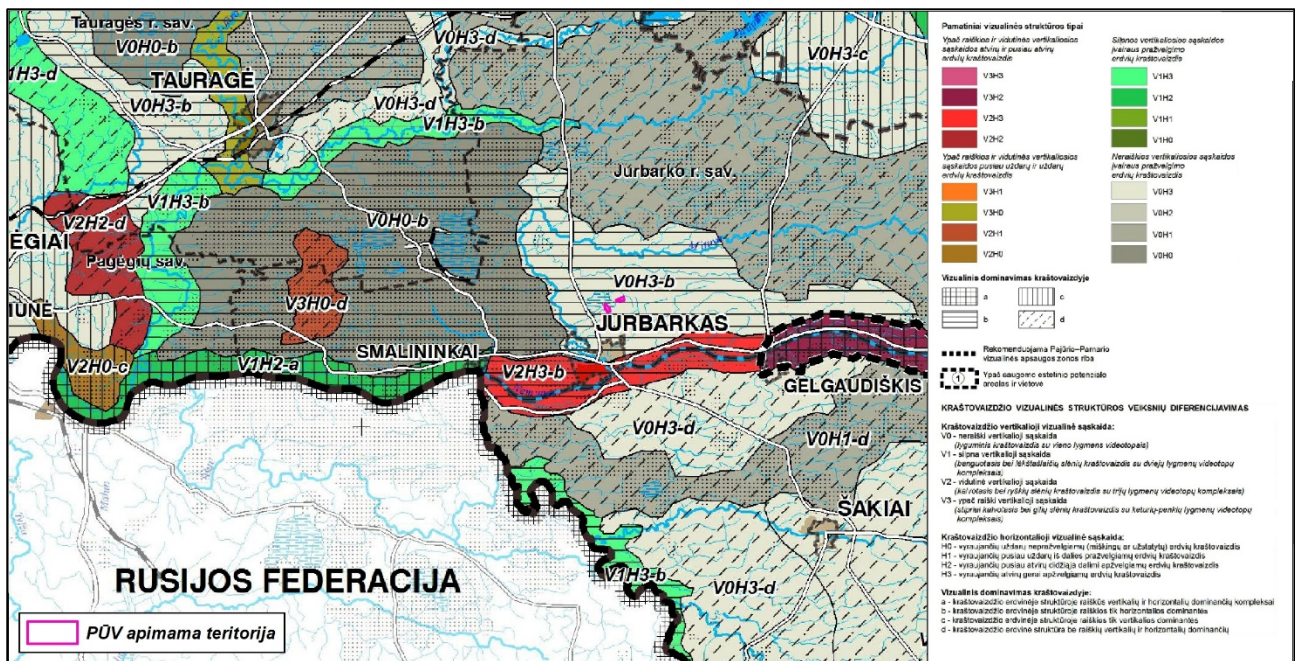 Tauragės r. sav.
V0H0-b
V0H3-d
V0H3-c
1H3-d
TAURAGĖ
V0H3-b
V0H3-d
V1H3-b
Jurbarko r. sav.
V1H3-b
V0H0-b
V2H2-d
ĖGIAI
Pagėgių sav.
V0H3-b
V3H0-d
IUNĖ
JURBARKAS
SMALININKAI
V2H0-c
V1H2-a
V2H3-b
GELGAUDIŠKIS
V0H3-d
V0H1-d
ŠAKIAI
RUSIJOS FEDERACIJA
V1H3-b
V0H3-d
PŪV apimama teritorija
Pamatiniai vizualinės struktūros tipai
Ypač raiškios ir vidutinės vertikaliosios
sąskaidos atvirų ir pusiau atvirų
erdvių kraštovaizdis
V3H3
V3H2
V2H3
V2H2
Ypač raiškios ir vidutinės vertikaliosios
sąskaidos pusiau uždarų ir uždarų
erdvių kraštovaizdis
V3H1
V3H0
V2H1
V2H0
Silpnos vertikaliosios sąskaidos
įvairaus pražvelgimo
erdvių kraštovaizdis
V1H3
V1H2
V1H1
V1H0
Neraiškios vertikaliosios sąskaidos
įvairaus pražvelgimo
erdvių kraštovaizdis
V0H3
V0H2
V0H1
V0H0
Vizualinis dominavimas kraštovaizdyje
a
c
b
d
Rekomenduojama Pajūrio–Pamario
vizualinės apsaugos zonos riba
1
Ypač saugomo estetinio potencialo
arealas ir vietovė
KRAŠTOVAIZDŽIO VIZUALINĖS STRUKTŪROS VEIKSNIŲ DIFERENCIJAVIMAS
Kraštovaizdžio vertikalioji vizualinė sąskaida:
V0 - neraiški vertikalioji sąskaida
(lyguminis kraštovaizdis su vieno lygmens videotopais)
V1 - silpna vertikalioji sąskaida
(banguotasis bei lėkštašlaičių slėnių kraštovaizdis su dviejų lygmenų videotopų
kompleksais)
V2 - vidutinė vertikalioji sąskaida
(kalvotasis bei ryškių slėnių kraštovaizdis su trijų lygmenų videotopų kompleksais)
V3 - ypač raiški vertikalioji sąskaida
(stipriai kalvotasis bei gilių slėnių kraštovaizdis su keturių-penkių lygmenų videotopų
kompleksais)
Kraštovaizdžio horizontalioji vizualinė sąskaida:
H0 - vyraujančių uždarų nepražvelgiamų (miškingų ar užstatytų) erdvių kraštovaizdis
H1 - vyraujančių pusiau uždarų iš dalies pražvelgiamų erdvių kraštovaizdis
H2 - vyraujančių pusiau atvirų didžiąja dalimi apžvelgiamų erdvių kraštovaizdis
H3 - vyraujančių atvirų gerai apžvelgiamų erdvių kraštovaizdis
Vizualinis dominavimas kraštovaizdyje:
a - kraštovaizdžio erdvinėje struktūroje raiškūs vertikalių ir horizontalių dominančių kompleksai
b - kraštovaizdžio erdvinėje struktūroje raiškios tik horizontalios dominantės
c - kraštovaizdžio erdvinėje struktūroje raiškios tik vertikalios dominantės
d - kraštovaizdžio erdvinė struktūra be raiškių vertikalių ir horizontalių dominančių